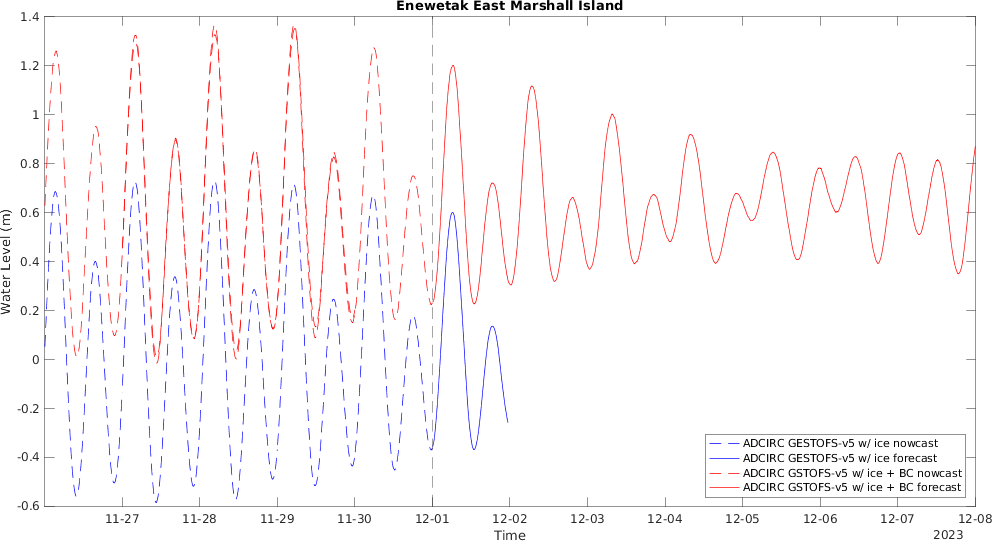 Enewetak East Marshall Island
1.4
1.2
1
0.8
0.6
0.4
0.2
0
-0.2
-0.4
-0.6
Water Level (m)
ADCIRC GESTOFS-v5 w/ ice nowcast
ADCIRC GESTOFS-v5 w/ ice forecast
ADCIRC GSTOFS-v5 w/ ice + BC nowcast
ADCIRC GSTOFS-v5 w/ ice + BC forecast
11-27 11-28 11-29 11-30 12-01 12-02 12-03 12-04 12-05 12-06 12-07 12-08
Time
2023